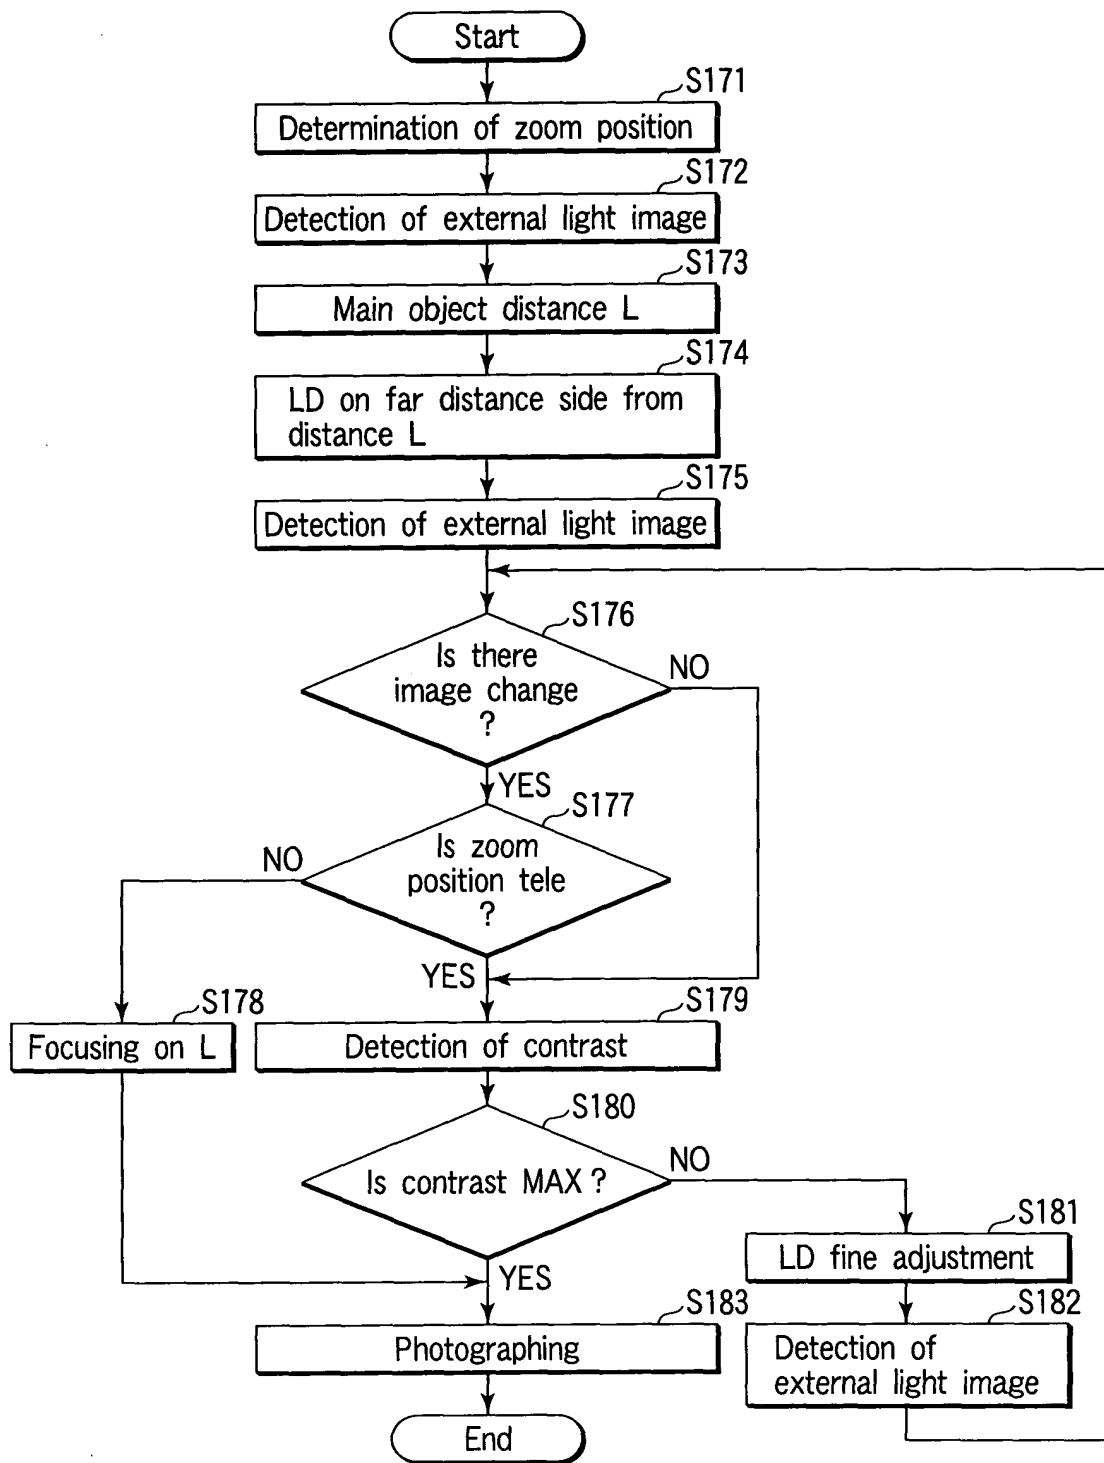 Start
S171
Determination of zoom position
S172
Detection of external light image
S173
Main object distance L
S174
LD on far distance side from
distance L
S175
Detection of external light image
S176
Is there
image change
?
NO
YES
S177
Is zoom
position tele
?
NO
YES
S178
Focusing on L
S179
Detection of contrast
S180
Is contrast MAX ?
NO
YES
S181
LD fine adjustment
S182
Detection of
external light image
S183
Photographing
End